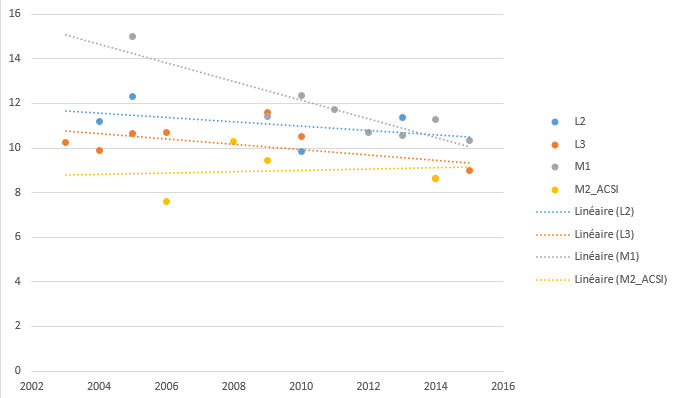 16
14
12
10
8
6
4
2
0
2002 2004 2006 2008 2010 2012 2014 2016
L2
L3
M1
M2_ACSI
Linéaire (L2)
Linéaire (L3)
Linéaire (M1)
Linéaire (M2_ACSI)